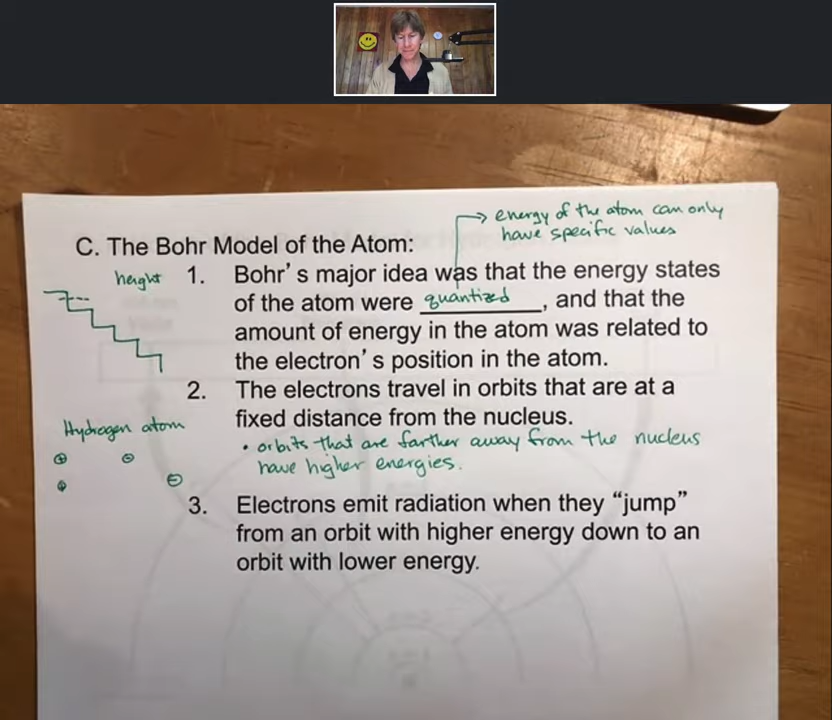 energy of the atom can only
have specific values
C. The Bohr Model of the Atom:
height
1. Bohr's major idea was that the energy states
of the atom were quantized, and that the
amount of energy in the atom was related to
the electron's position in the atom.
2. The electrons travel in orbits that are at a
fixed distance from the nucleus.
Hydrogen atom
• orbits that are farther away from the nucleus
have higher energies.
+ −
+ −
3. Electrons emit radiation when they “jump”
from an orbit with higher energy down to an
orbit with lower energy.